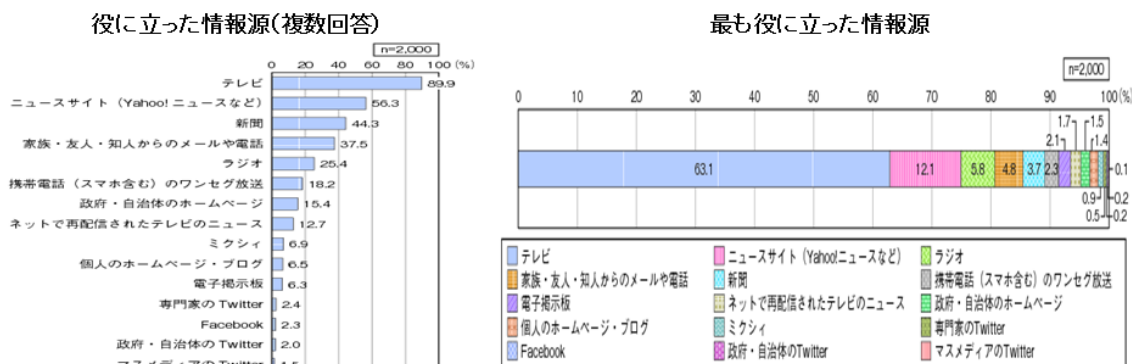 役に立った情報源(複数回答)
n=2,000
0 20 40 60 80 100 (%)
テレビ 89.9
ニュースサイト (Yahoo! ニュースなど) 56.3
新聞 44.3
家族・友人・知人からのメールや電話 37.5
ラジオ 25.4
携帯電話 (スマホ含む) のワンセグ放送 18.2
政府・自治体のホームページ 15.4
ネットで再配信されたテレビのニュース 12.7
ミクシィ 6.9
個人のホームページ・ブログ 6.5
電子掲示板 6.3
専門家の Twitter 2.4
Facebook 2.3
政府・自治体の Twitter 2.0
マスメディアの Twitter 1.5
最も役に立った情報源
n=2,000
0 10 20 30 40 50 60 70 80 90 100(%)
1.7 1.5
2.1 1.4
63.1 12.1 5.8 4.8 3.7 2.3 0.1
0.9 0.2
0.5 0.2
テレビ ニュースサイト (Yahoo!ニュースなど) ラジオ
家族・友人・知人からのメールや電話 新聞 携帯電話 (スマホ含む) のワンセグ放送
電子掲示板 ネットで再配信されたテレビのニュース 政府・自治体のホームページ
個人のホームページ・ブログ ミクシィ 専門家のTwitter
Facebook 政府・自治体のTwitter マスメディアのTwitter